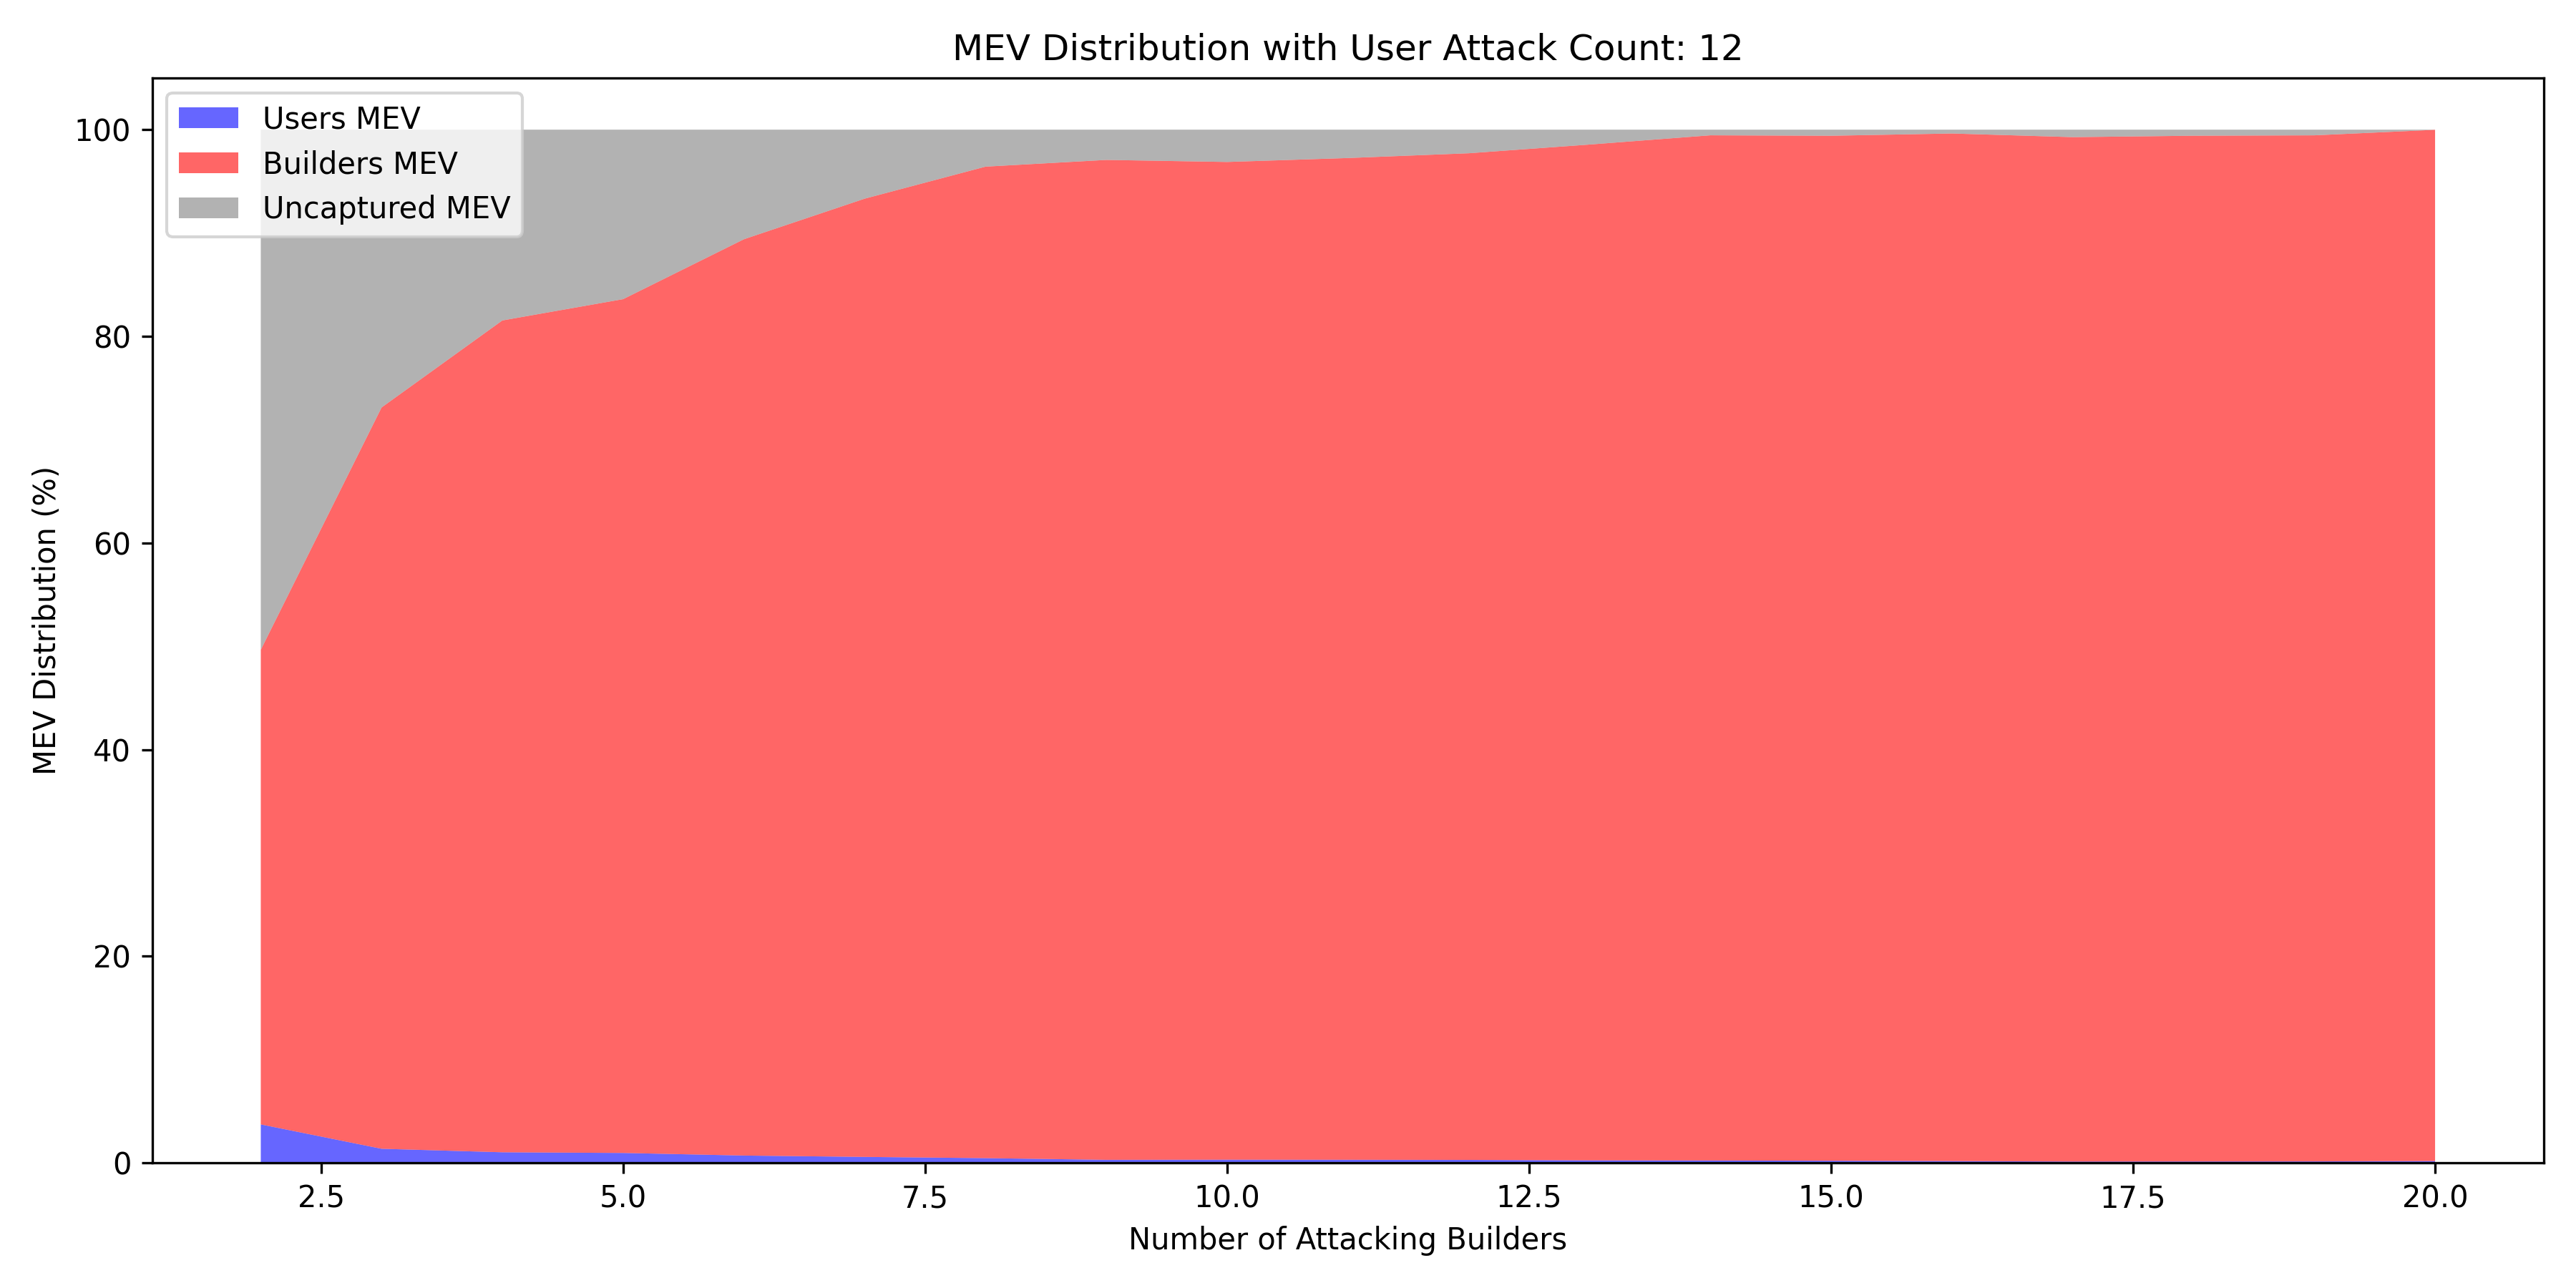 MEV Distribution with User Attack Count: 12
Users MEV
Builders MEV
Uncaptured MEV
100
80
60
40
20
0
MEV Distribution (%)
2.5 5.0 7.5 10.0 12.5 15.0 17.5 20.0
Number of Attacking Builders